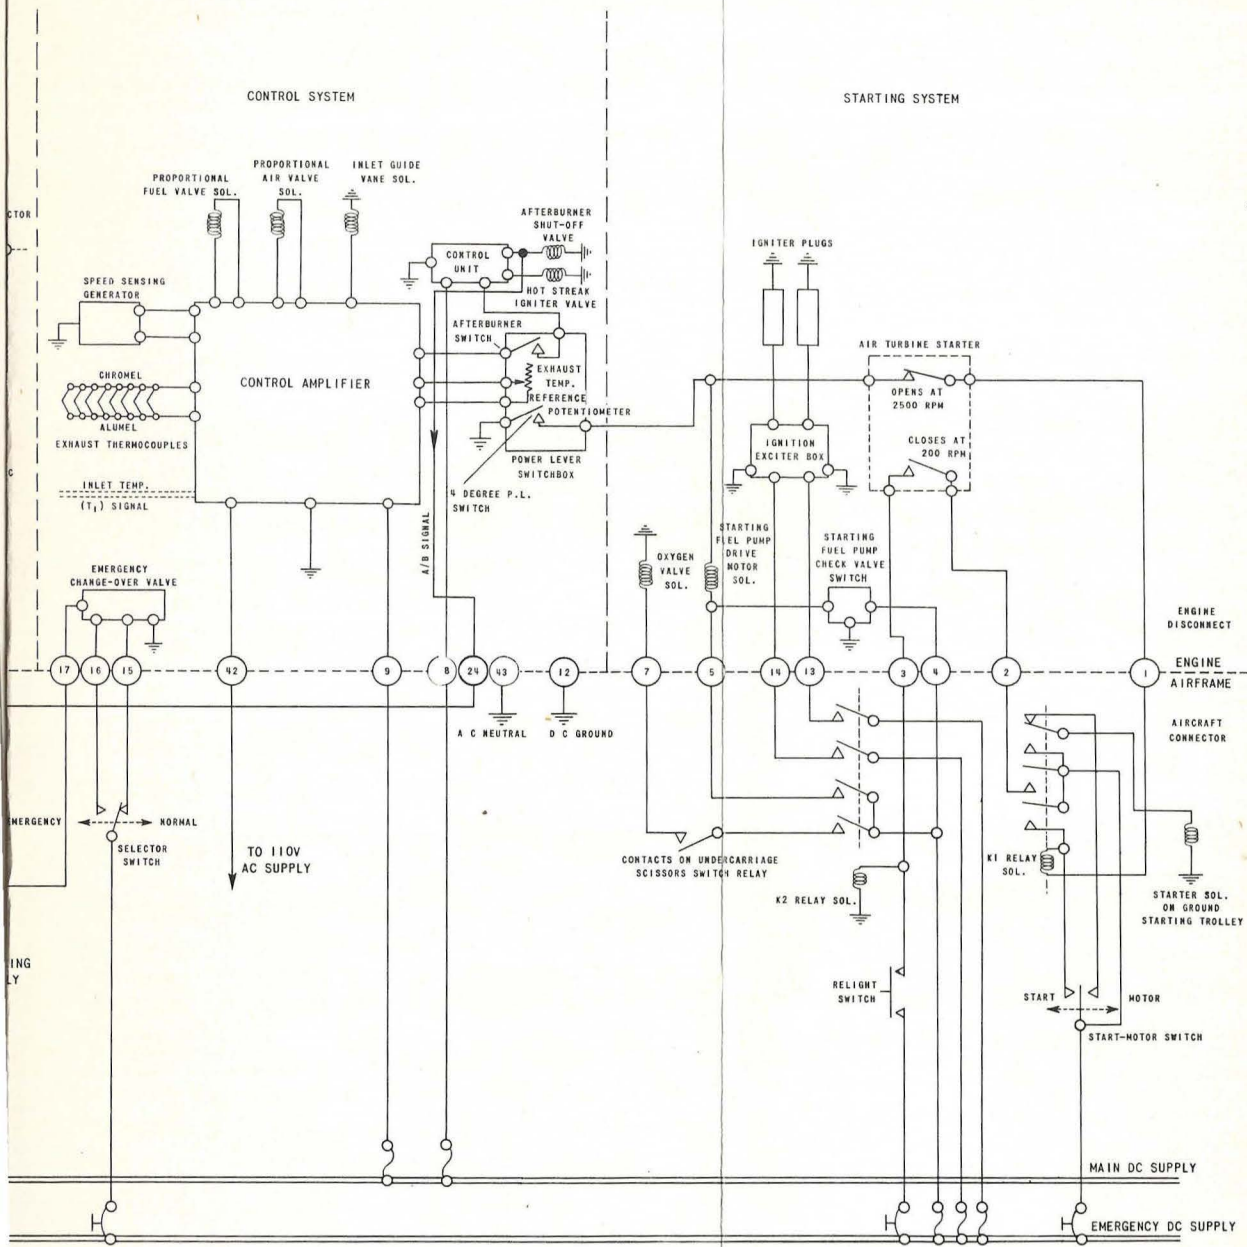 CONTROL SYSTEM
STARTING SYSTEM
PROPORTIONAL
FUEL VALVE SOL.
PROPORTIONAL
AIR VALVE
SOL.
INLET GUIDE
VANE SOL.
CTOR
AFTERBURNER
SHUT-OFF
VALVE
CONTROL
UNIT
HOT STREAK
IGNITER VALVE
IGNITER PLUGS
SPEED SENSING
GENERATOR
AFTERBURNER
SWITCH
AIR TURBINE STARTER
CHROMEL
CONTROL AMPLIFIER
EXHAUST
TEMP.
REFERENCE
POTENTIOMETER
OPENS AT
2500 RPM
ALUMEL
EXHAUST THERMOCOUPLES
IGNITION
EXCITER BOX
CLOSES AT
200 RPM
POWER LEVER
SWITCHBOX
C
INLET TEMP.
(T1) SIGNAL
4 DEGREE P.L.
SWITCH
A/B SIGNAL
OXYGEN
VALVE
SOL.
STARTING
FUEL PUMP
DRIVE
MOTOR
SOL.
STARTING
FUEL PUMP
CHECK VALVE
SWITCH
EMERGENCY
CHANGE-OVER VALVE
ENGINE
DISCONNECT
17 16 15 42 9 8 24 43 12 7 5 14 13 3 4 2 1
ENGINE
AIRFRAME
A C NEUTRAL
D C GROUND
AIRCRAFT
CONNECTOR
EMERGENCY
NORMAL
SELECTOR
SWITCH
TO 110V
AC SUPPLY
CONTACTS ON UNDERCARRIAGE
SCISSORS SWITCH RELAY
K1 RELAY
SOL.
K2 RELAY SOL.
STARTER SOL.
ON GROUND
STARTING TROLLEY
ING
LY
RELIGHT
SWITCH
START
MOTOR
START-MOTOR SWITCH
MAIN DC SUPPLY
EMERGENCY DC SUPPLY